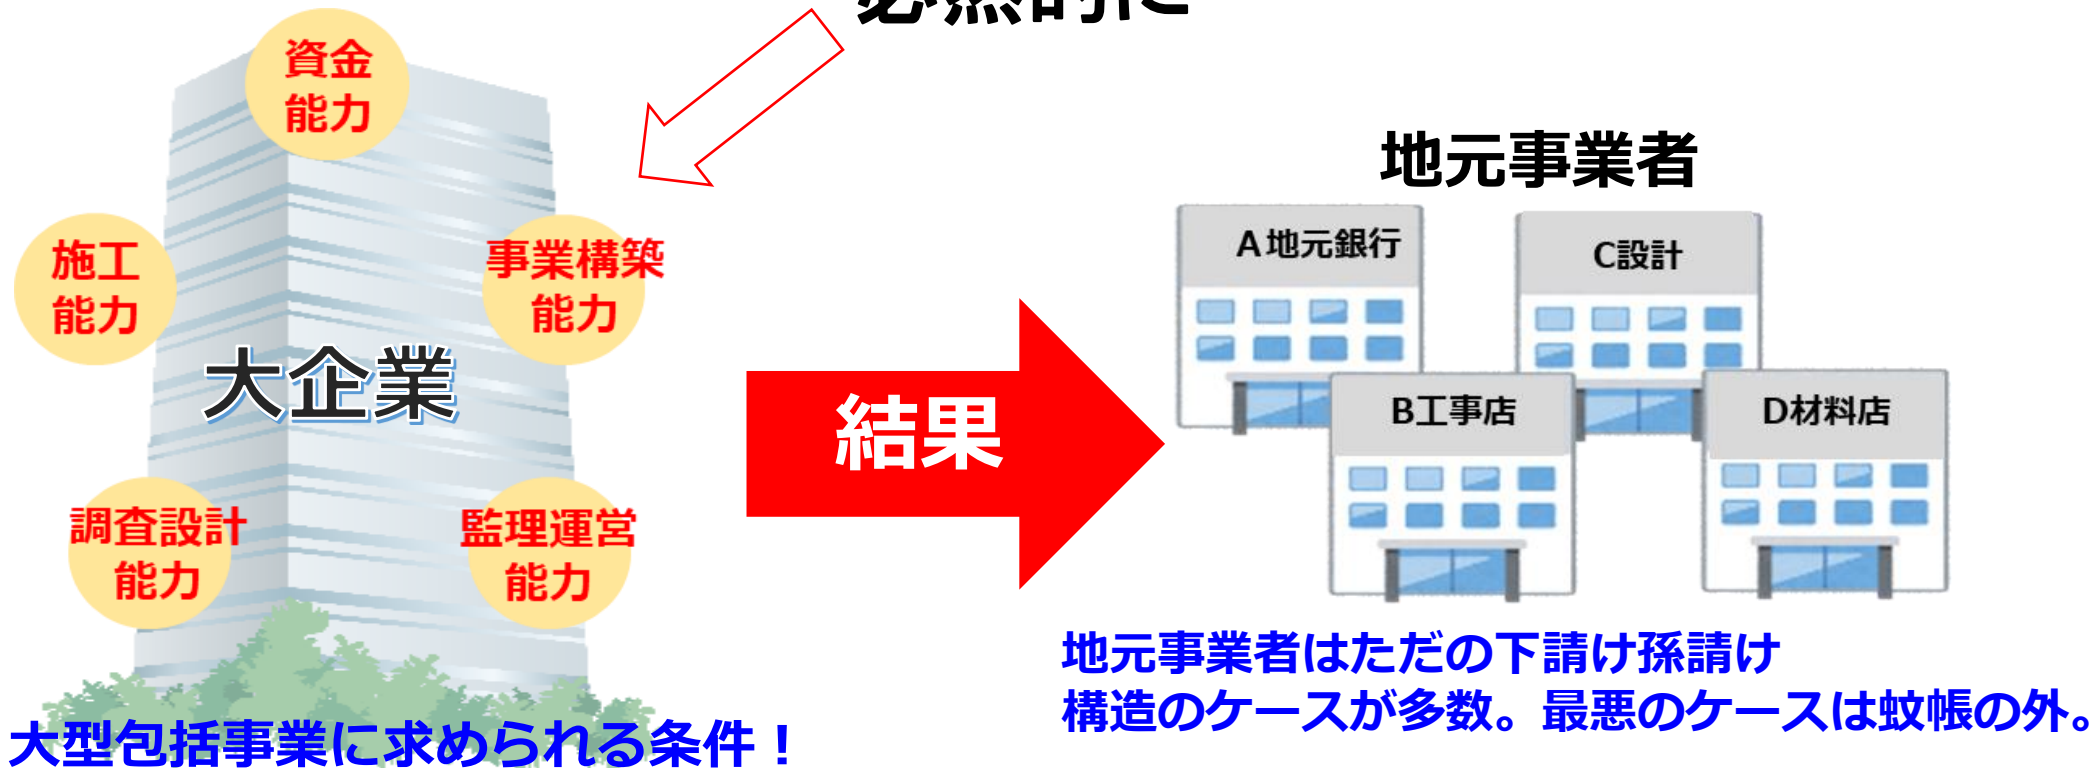 必然的に
資金
能力
施工
能力
事業構築
能力
大企業
調査設計
能力
監理運営
能力
大型包括事業に求められる条件！
結果
地元事業者
A地元銀行
C設計
B工事店
D材料店
地元事業者はただの下請け孫請け
構造のケースが多数。最悪のケースは蚊帳の外。